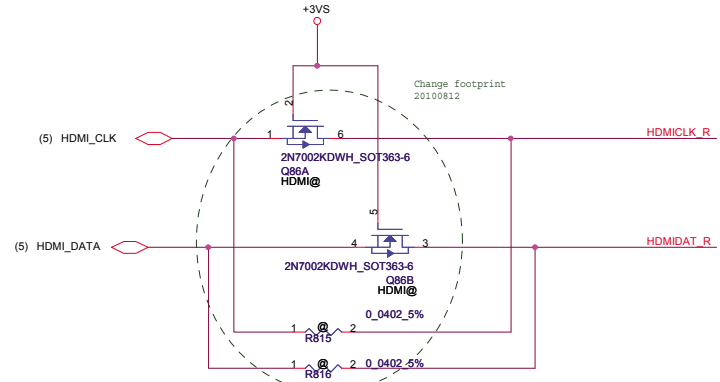 +3VS
Change footprint
20100812
2
(5) HDMI_CLK
1
6
HDMICLK_R
2N7002KDWH_SOT363-6
Q86A
HDMI@
5
(5) HDMI_DATA
4
3
HDMIDAT_R
2N7002KDWH_SOT363-6
Q86B
HDMI@
0_0402_5%
1
@
2
R815
0_0402_5%
1
@
2
R816